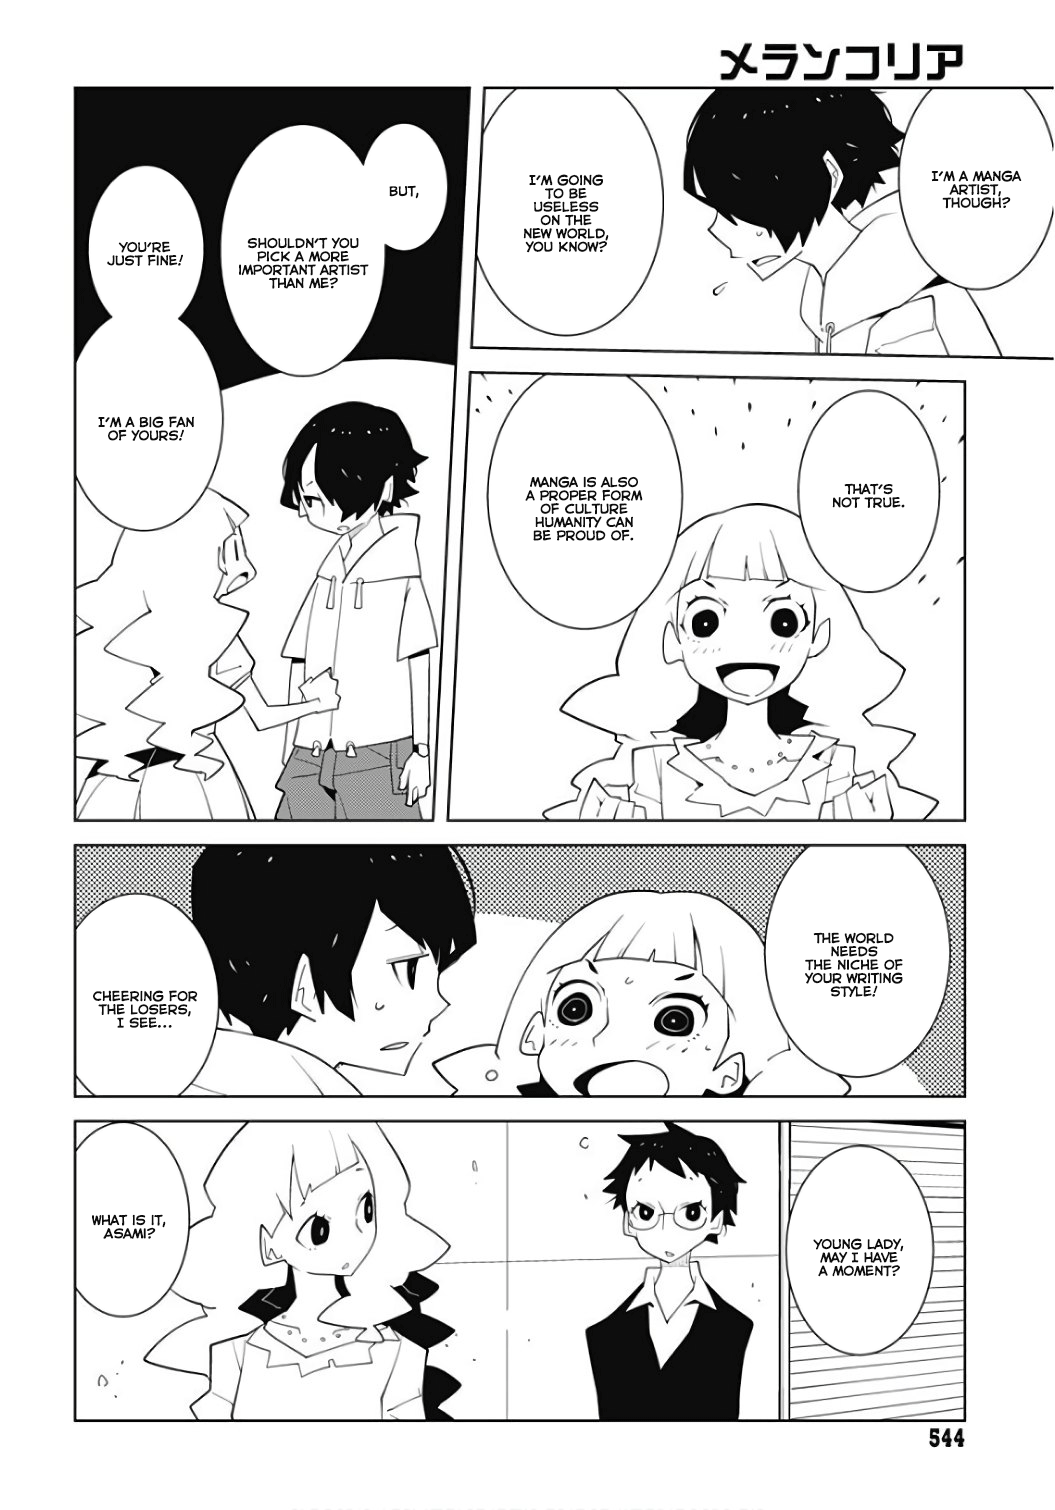 メランコリア
I'M A MANGA
ARTIST,
THOUGH?
I'M GOING
TO BE
USELESS
ON THE
NEW WORLD,
YOU KNOW?
THAT'S
NOT TRUE.
MANGA IS ALSO
A PROPER FORM
OF CULTURE
HUMANITY CAN
BE PROUD OF.
BUT,
SHOULDN'T YOU
PICK A MORE
IMPORTANT ARTIST
THAN ME?
YOU'RE
JUST FINE!
I'M A BIG FAN
OF YOURS!
THE WORLD
NEEDS
THE NICHE OF
YOUR WRITING
STYLE!
CHEERING FOR
THE LOSERS,
I SEE...
YOUNG LADY,
MAY I HAVE
A MOMENT?
WHAT IS IT,
ASAMI?
544